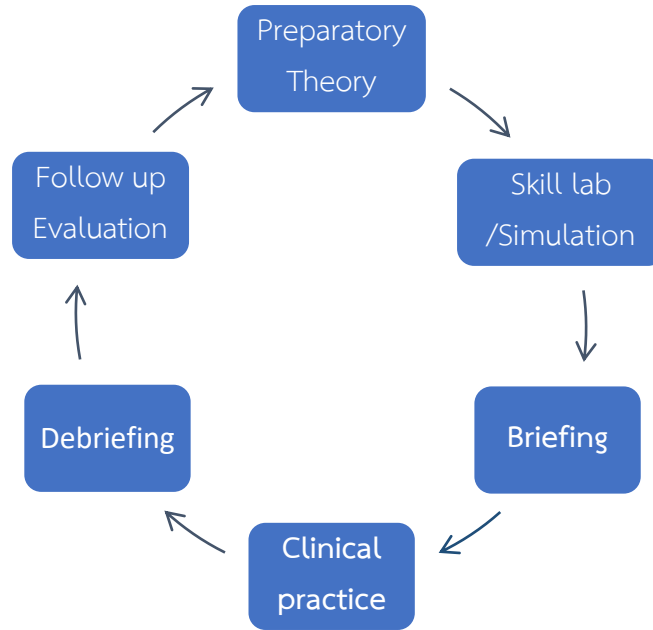 Preparatory
Theory
Skill lab
/Simulation
Briefing
Clinical
practice
Debriefing
Follow up
Evaluation